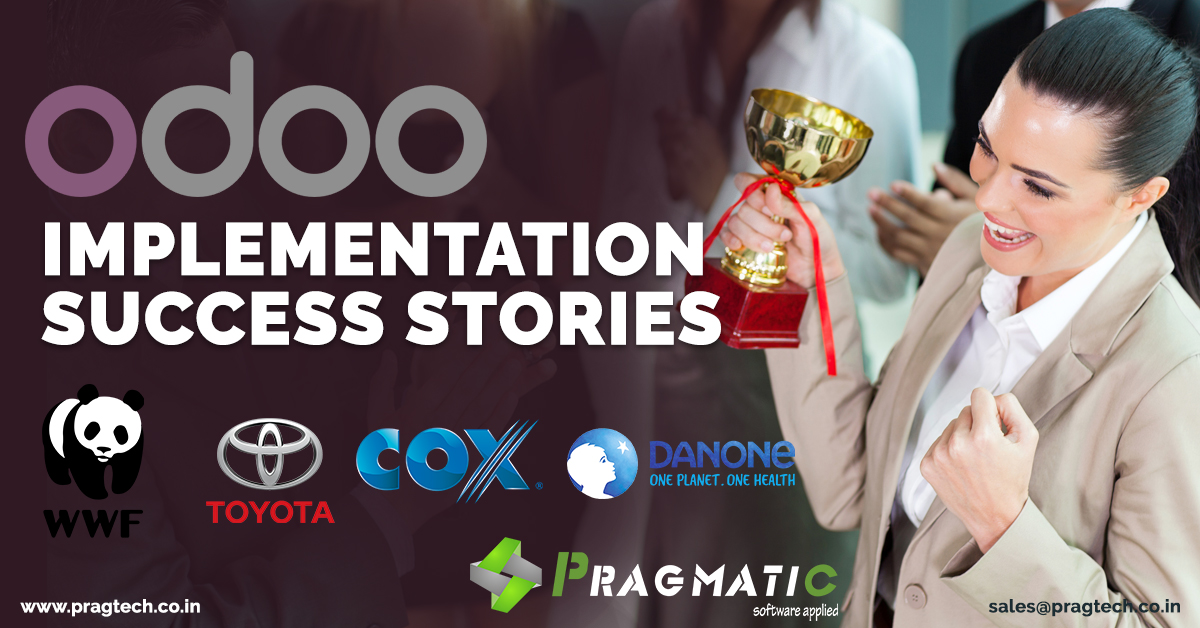 odoo
IMPLEMENTATION
SUCCESS STORIES
WWF
TOYOTA
COX®
DANONE
ONE PLANET. ONE HEALTH
PRAGMATIC
software applied
www.pragtech.co.in
sales@pragtech.co.in